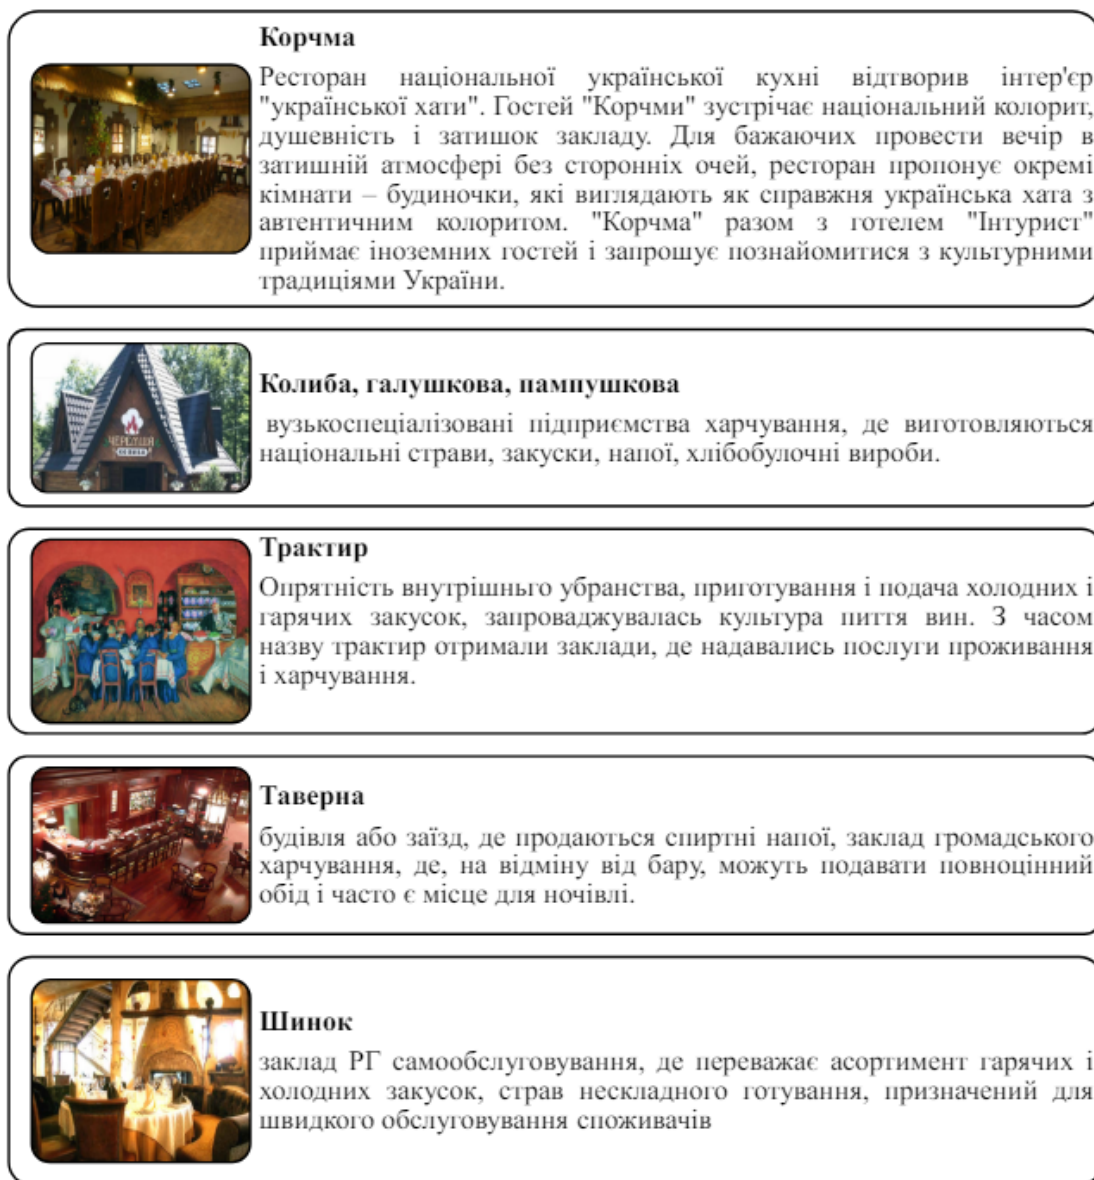 Корчма
Ресторан національної української кухні відтворив інтер'єр
"української хати". Гостей "Корчми" зустрічає національний колорит,
душевність і затишок закладу. Для бажаючих провести вечір в
затишній атмосфері без сторонніх очей, ресторан пропонує окремі
кімнати – будиночки, які виглядають як справжня українська хата з
автентичним колоритом. "Корчма" разом з готелем "Інтурист"
приймає іноземних гостей і запрошує познайомитися з культурними
традиціями України.
Колиба, галушкова, пампушкова
вузькоспеціалізовані підприємства харчування, де виготовляються
національні страви, закуски, напої, хлібобулочні вироби.
Трактир
Опрятність внутрішньго убранства, приготування і подача холодних і
гарячих закусок, запроваджувалась культура пиття вин. З часом
назву трактир отримали заклади, де надавались послуги проживання
і харчування.
Таверна
будівля або заїзд, де продаються спиртні напої, заклад громадського
харчування, де, на відміну від бару, можуть подавати повноцінний
обід і часто є місце для ночівлі.
Шинок
заклад РГ самообслуговування, де переважає асортимент гарячих і
холодних закусок, страв нескладного готування, призначений для
швидкого обслуговування споживачів